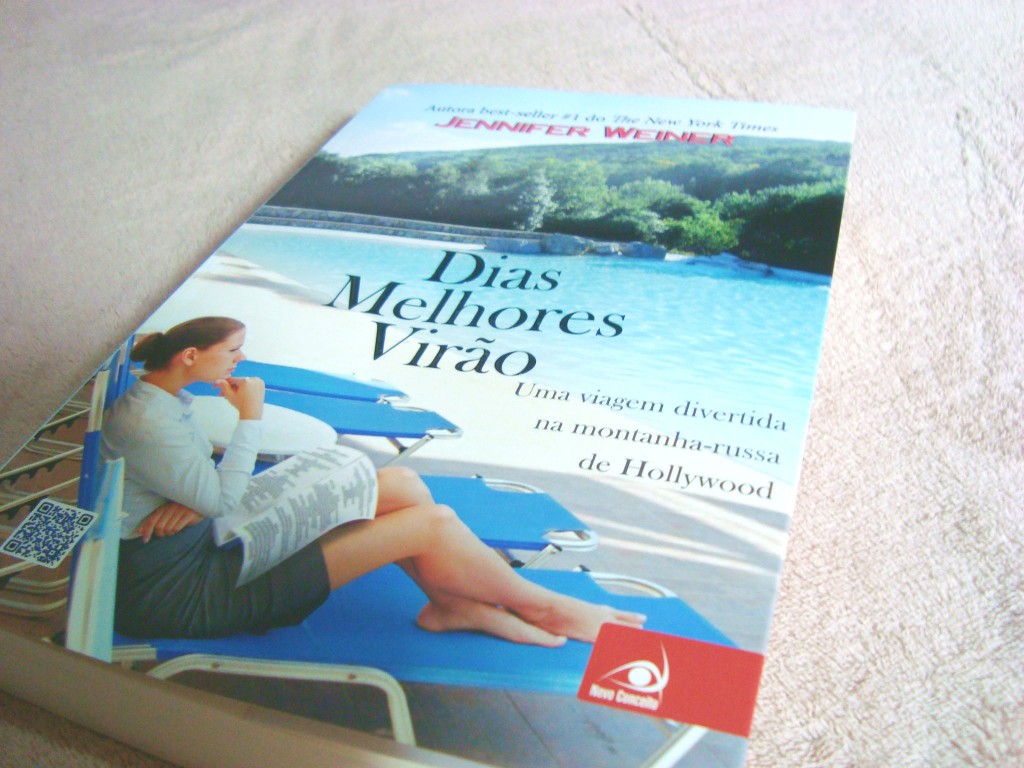 Autora best-seller #1 do The New York Times
JENNIFER WEINER
Dias
Melhores
Virão
Uma viagem divertida
na montanha-russa
de Hollywood
Novo Conceito